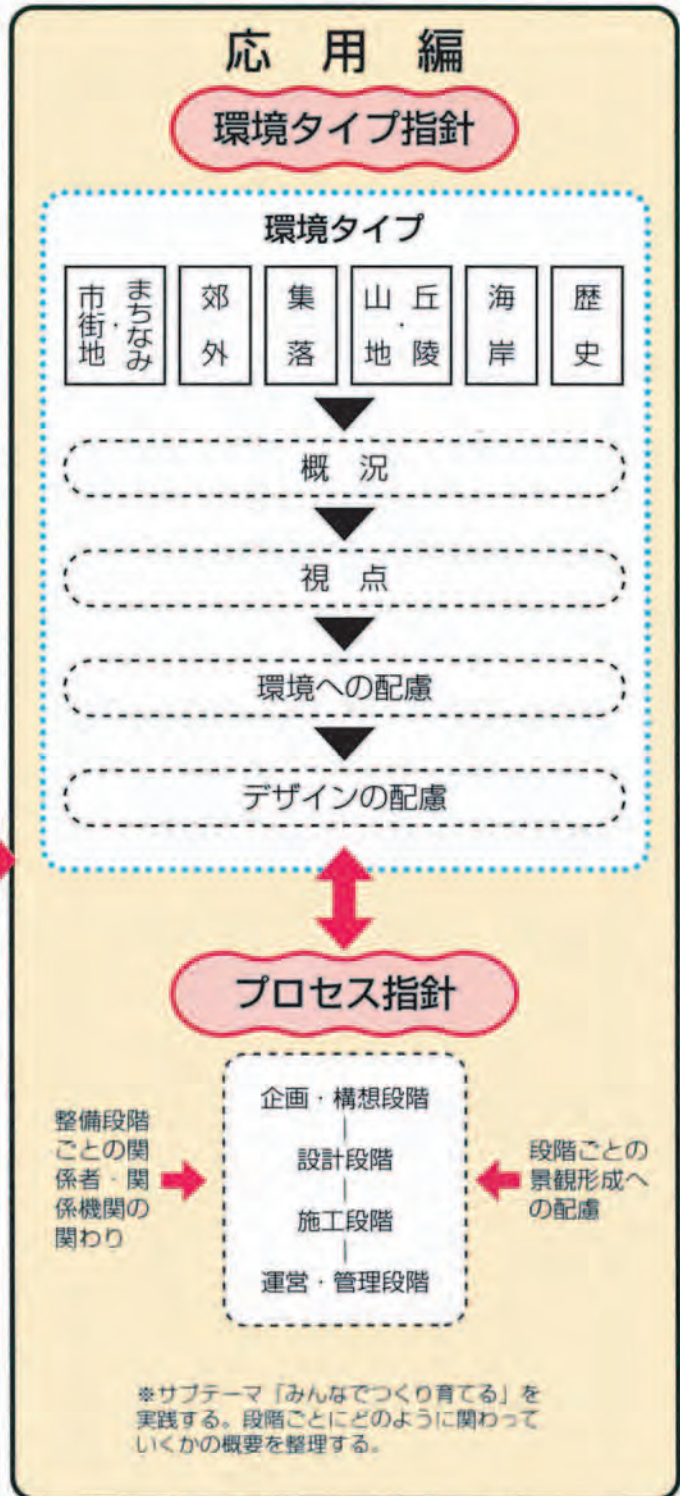 応用編
環境タイプ指針
環境タイプ
市街地・まちなみ
郊外
集落
山地・丘陵
海岸
歴史
概況
視点
環境への配慮
デザインの配慮
プロセス指針
整備段階
ごとの関
係者・関
係機関の
関わり
企画・構想段階
設計段階
施工段階
運営・管理段階
段階ごとの
景観形成へ
の配慮
※サブテーマ「みんなでつくり育てる」を
実践する。段階ごとにどのように関わって
いくかの概要を整理する。